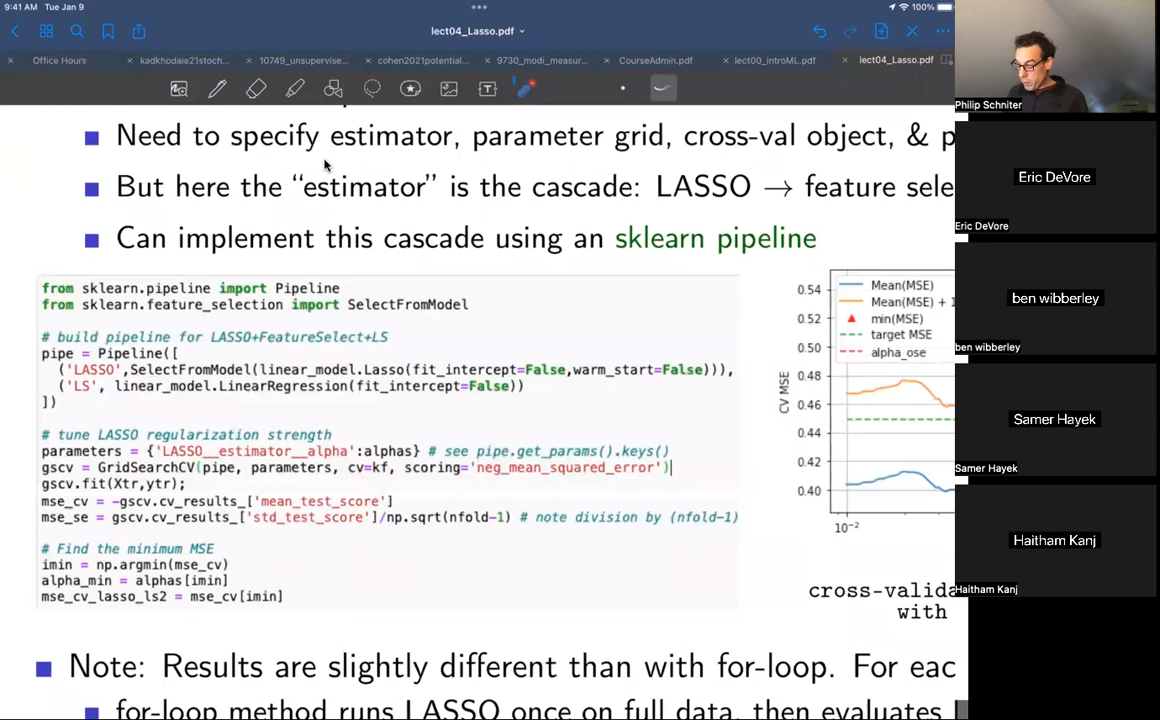 9:41 AM Tue Jan 9
100%
lect04_Lasso.pdf
Office Hours
kadkhodaie21stoch...
10749_unsupervise...
cohen2021potential...
9730_modi_measur...
CourseAdmin.pdf
lect00_introML.pdf
lect04_Lasso.pdf
Need to specify estimator, parameter grid, cross-val object, & p
But here the “estimator” is the cascade: LASSO → feature sele
Can implement this cascade using an sklearn pipeline
from sklearn.pipeline import Pipeline
from sklearn.feature_selection import SelectFromModel
# build pipeline for LASSO+FeatureSelect+LS
pipe = Pipeline([
('LASSO',SelectFromModel(linear_model.Lasso(fit_intercept=False,warm_start=False))),
('LS', linear_model.LinearRegression(fit_intercept=False))
])
# tune LASSO regularization strength
parameters = {'LASSO__estimator__alpha':alphas} # see pipe.get_params().keys()
gscv = GridSearchCV(pipe, parameters, cv=kf, scoring='neg_mean_squared_error')
gscv.fit(Xtr,ytr);
mse_cv = -gscv.cv_results_['mean_test_score']
mse_se = gscv.cv_results_['std_test_score']/np.sqrt(nfold-1) # note division by (nfold-1)
# Find the minimum MSE
imin = np.argmin(mse_cv)
alpha_min = alphas[imin]
mse_cv_lasso_ls2 = mse_cv[imin]
CV MSE
0.54
0.52
0.50
0.48
0.46
0.44
0.42
0.40
10⁻²
Mean(MSE)
Mean(MSE) + 1
min(MSE)
target MSE
alpha_ose
cross-valida
with
Note: Results are slightly different than with for-loop. For each
for-loop method runs LASSO once on full data, then evaluates
Philip Schniter
Eric DeVore
Eric DeVore
ben wibberley
ben wibberley
Samer Hayek
Samer Hayek
Haitham Kanj
Haitham Kanj